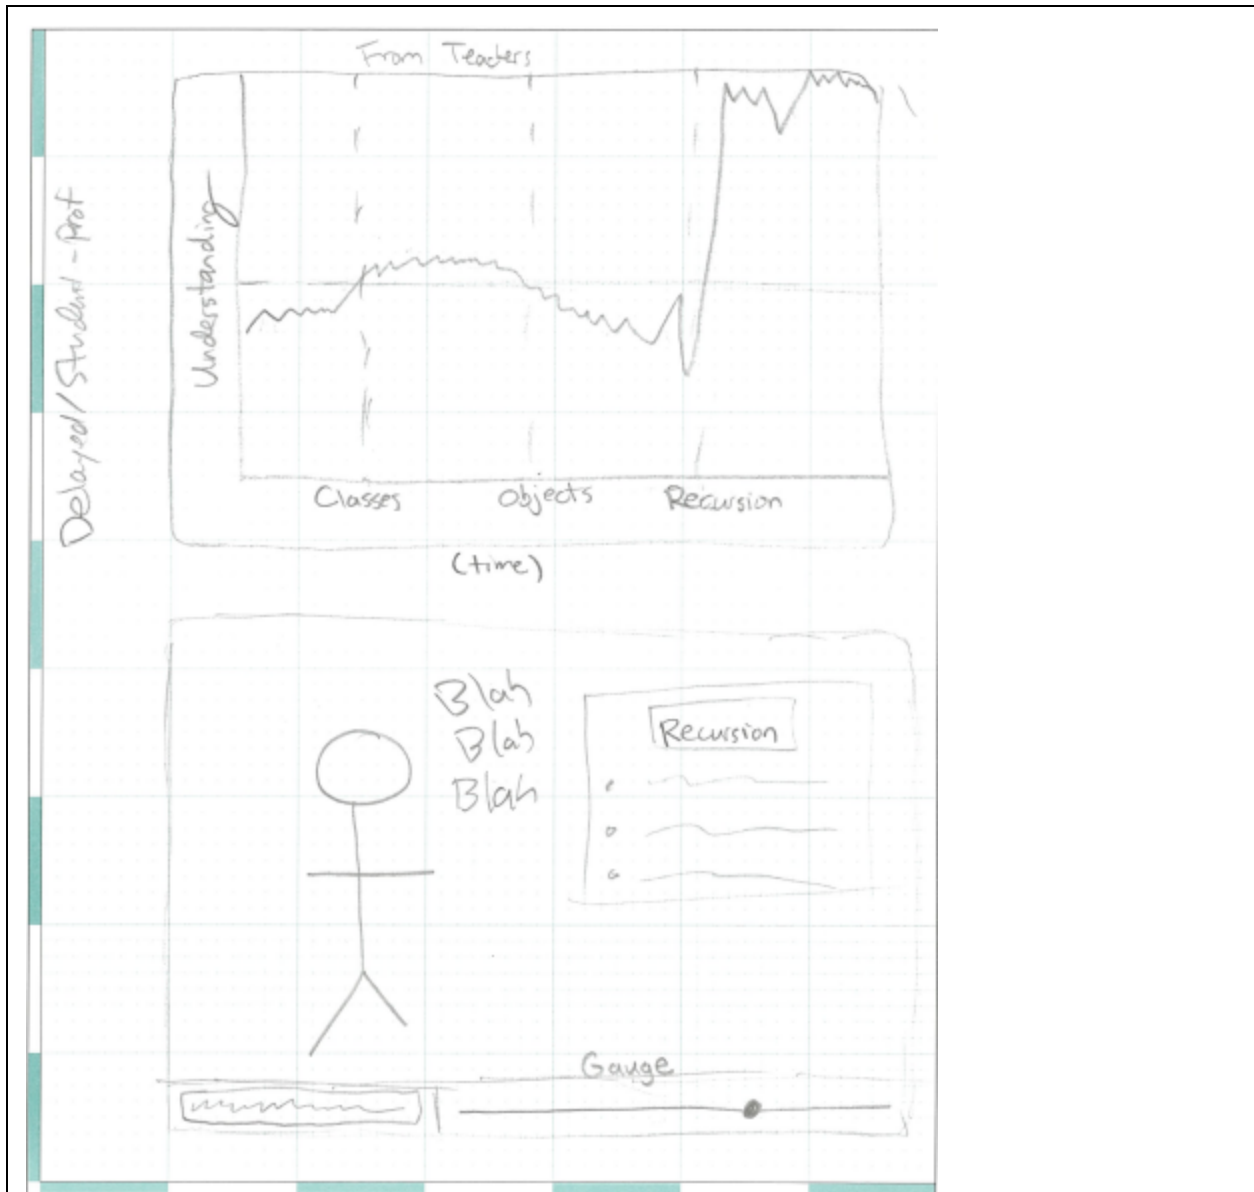 From Teachers
Delayed/Student - Prof
Understanding
Classes
Objects
Recursion
(time)
Blah
Blah
Blah
Recursion
Gauge